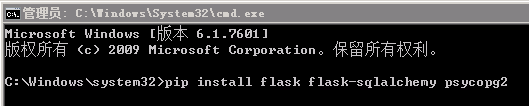 管理员: C:\Windows\System32\cmd.exe
Microsoft Windows [版本 6.1.7601]
版权所有 (c) 2009 Microsoft Corporation。保留所有权利。
C:\Windows\system32>pip install flask flask-sqlalchemy psycopg2